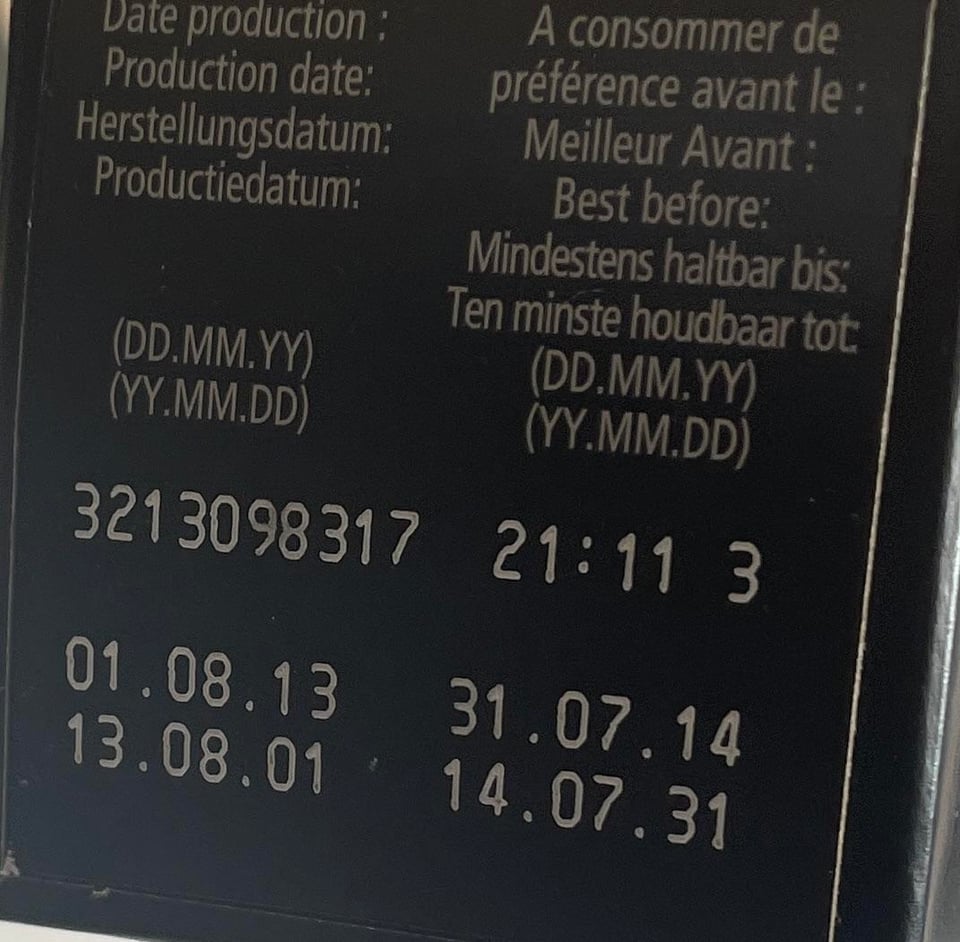 Date production :
Production date:
Herstellungsdatum:
Productiedatum:
(DD.MM.YY)
(YY.MM.DD)
A consommer de
préférence avant le :
Meilleur Avant :
Best before:
Mindestens haltbar bis:
Ten minste houdbaar tot:
(DD.MM.YY)
(YY.MM.DD)
3213098317 21:11 3
01.08.13 31.07.14
13.08.01 14.07.31